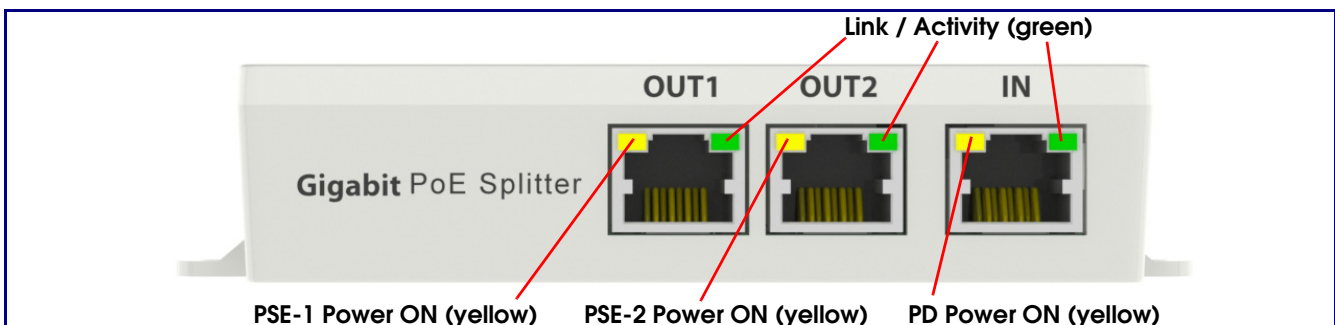 Link / Activity (green)
OUT1 OUT2 IN
Gigabit PoE Splitter
PSE-1 Power ON (yellow) PSE-2 Power ON (yellow) PD Power ON (yellow)